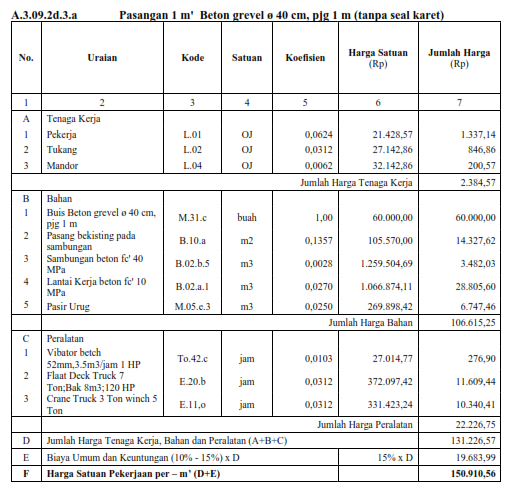 A.3.09.2d.3.a Pasangan 1 m' Beton grevel ø 40 cm, pjg 1 m (tanpa seal karet)
No. Uraian Kode Satuan Koefisien Harga Satuan (Rp) Jumlah Harga (Rp)
1 2 3 4 5 6 7
A Tenaga Kerja
1 Pekerja L.01 OJ 0,0624 21.428,57 1.337,14
2 Tukang L.02 OJ 0,0312 27.142,86 846,86
3 Mandor L.04 OJ 0,0062 32.142,86 200,57
Jumlah Harga Tenaga Kerja 2.384,57
B Bahan
1 Buis Beton grevel ø 40 cm, pjg 1 m M.31.c buah 1,00 60.000,00 60.000,00
2 Pasang bekisting pada sambungan B.10.a m2 0,1357 105.570,00 14.327,62
3 Sambungan beton fc' 40 MPa B.02.b.5 m3 0,0028 1.259.504,69 3.482,03
4 Lantai Kerja beton fc' 10 MPa B.02.a.1 m3 0,0270 1.066.874,11 28.805,60
5 Pasir Urug M.05.e.3 m3 0,0250 269.898,42 6.747,46
Jumlah Harga Bahan 106.615,25
C Peralatan
1 Vibator betch 52mm,3.5m3/jam 1 HP To.42.c jam 0,0103 27.014,77 276,90
2 Flaat Deck Truck 7 Ton;Bak 8m3;120 HP E.20.b jam 0,0312 372.097,42 11.609,44
3 Crane Truck 3 Ton winch 5 Ton E.11,o jam 0,0312 331.423,24 10.340,41
Jumlah Harga Peralatan 22.226,75
D Jumlah Harga Tenaga Kerja, Bahan dan Peralatan (A+B+C) 131.226,57
E Biaya Umum dan Keuntungan (10% - 15%) x D 15% x D 19.683,99
F Harga Satuan Pekerjaan per – m' (D+E) 150.910,56